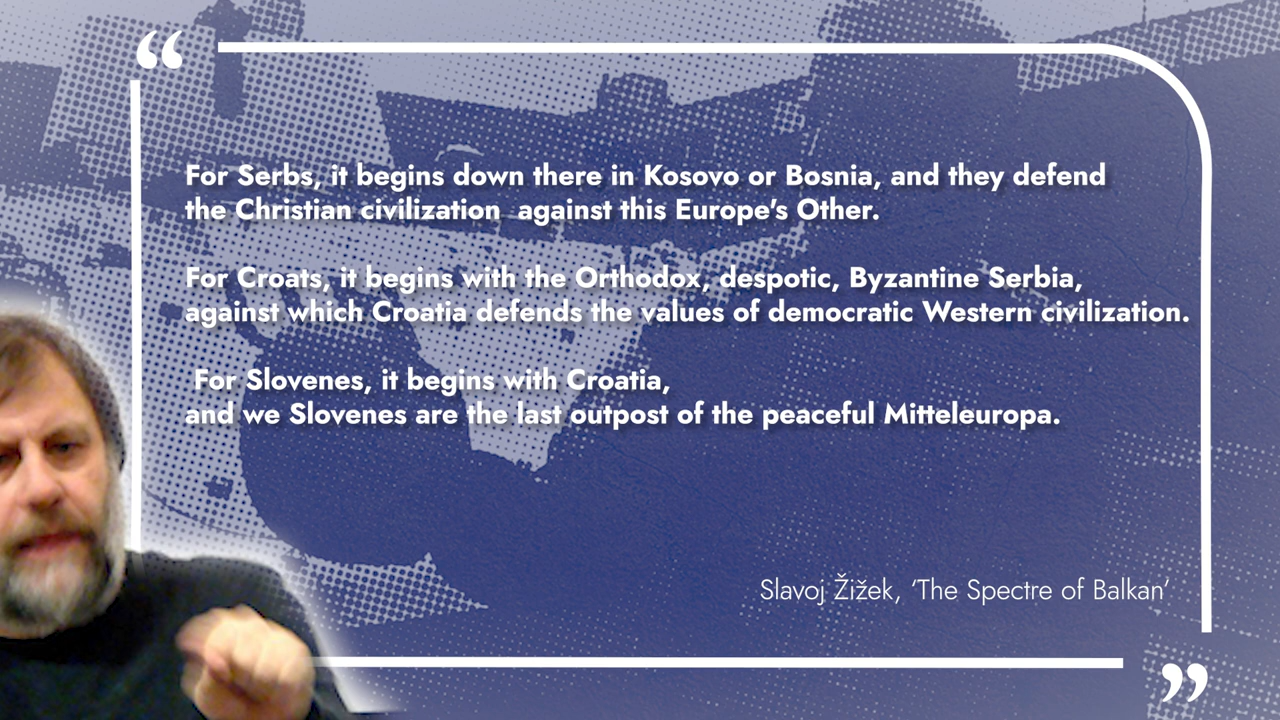 “
For Serbs, it begins down there in Kosovo or Bosnia, and they defend
the Christian civilization  against this Europe's Other.
For Croats, it begins with the Orthodox, despotic, Byzantine Serbia,
against which Croatia defends the values of democratic Western civilization.
For Slovenes, it begins with Croatia,
and we Slovenes are the last outpost of the peaceful Mitteleuropa.
Slavoj Žižek, ‘The Spectre of Balkan’
”